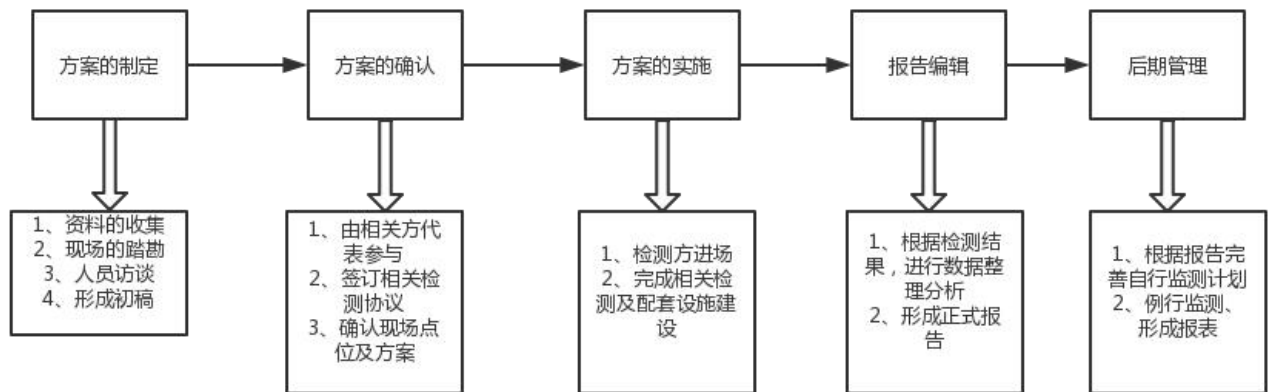 方案的制定
方案的确认
方案的实施
报告编辑
后期管理
1、资料的收集
2、现场的踏勘
3、人员访谈
4、形成初稿
1、由相关方代
表参与
2、签订相关检
测协议
3、确认现场点
位及方案
1、检测方进场
2、完成相关检
测及配套设施建
设
1、根据检测结
果，进行数据整
理分析
2、形成正式报
告
1、根据报告完
善自行监测计划
2、例行监测、
形成报表